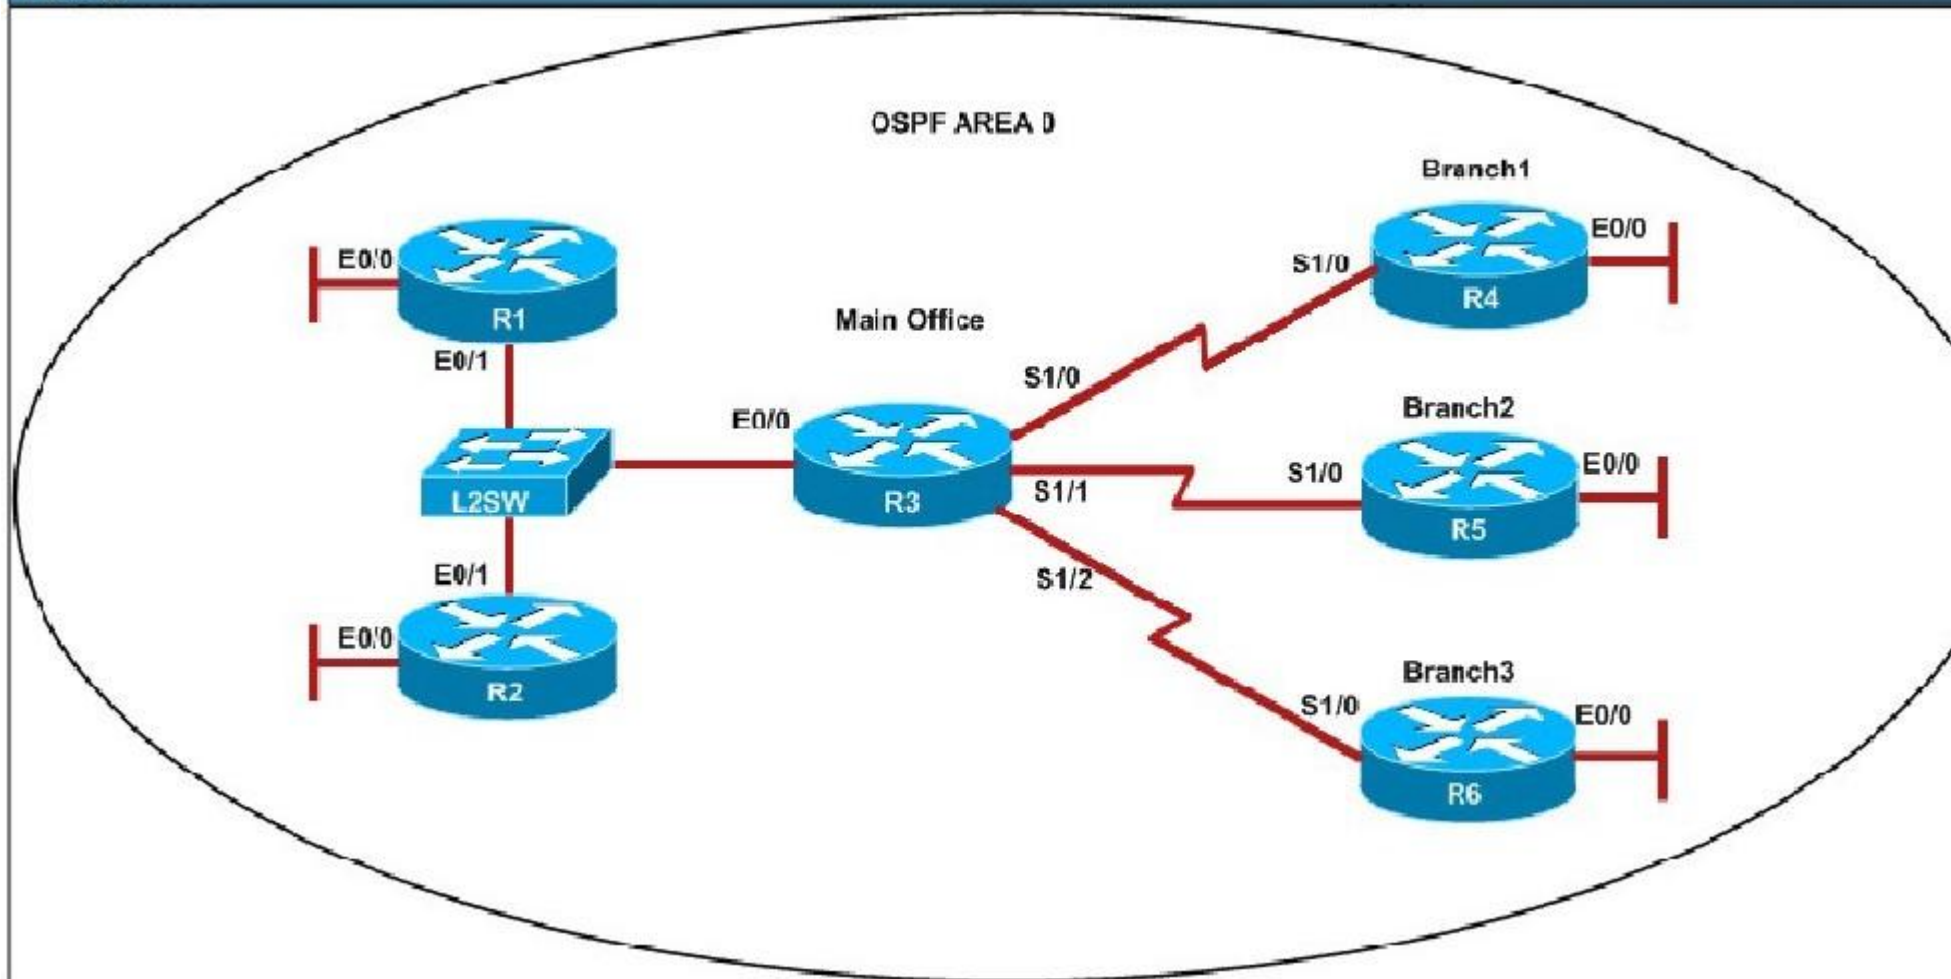 OSPF AREA 0
Branch1
E0/0
R1
E0/1
S1/0
R4
E0/0
Main Office
S1/0
E0/0
R3
S1/1
Branch2
S1/0
E0/0
R5
L2SW
E0/1
E0/0
R2
S1/2
Branch3
S1/0
E0/0
R6